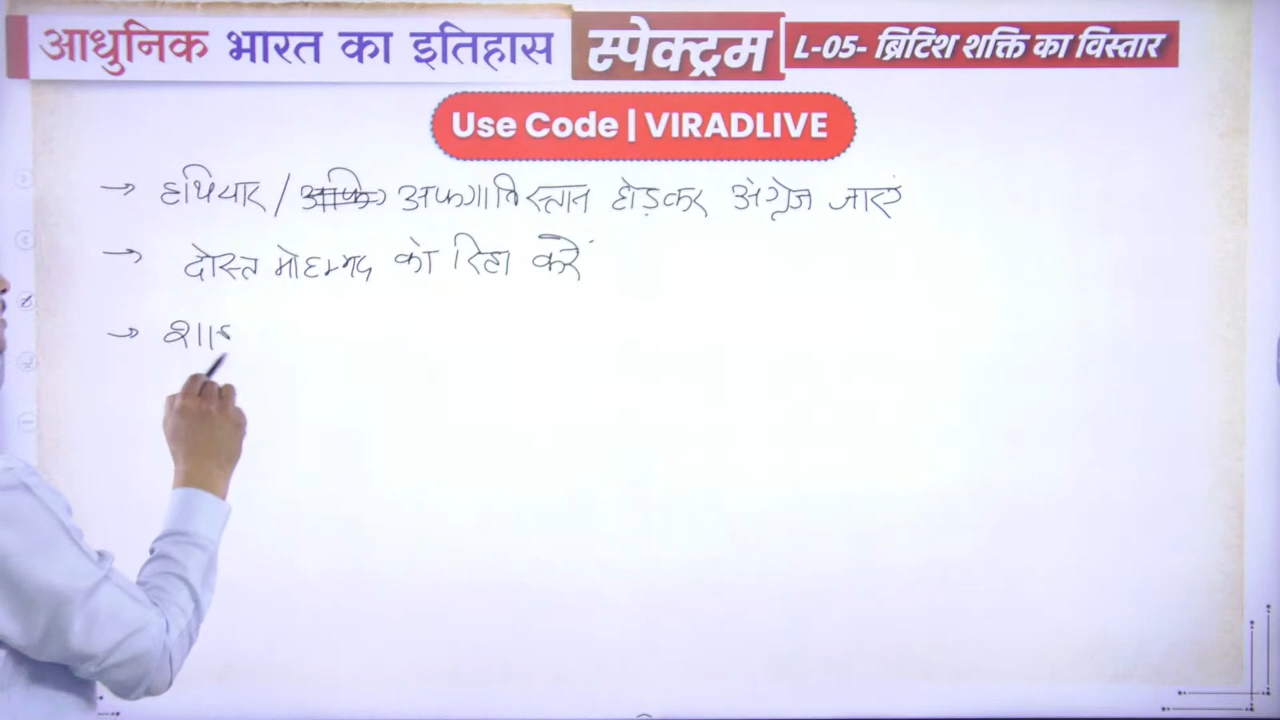 आधुनिक भारत का इतिहास स्पेक्ट्रम L-05- ब्रिटिश शक्ति का विस्तार
Use Code | VIRADLIVE
→ हथियार / अफगानिस्तान छोड़कर अंग्रेज जाएं
→ दोस्त मोहम्मद को रिहा करें
→ शाह